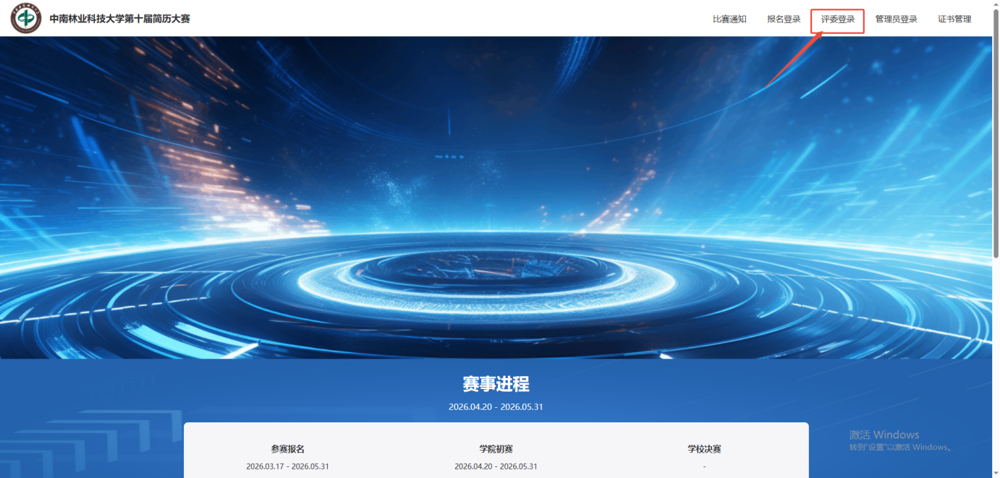 中南林业科技大学第十届简历大赛
比赛通知 报名登录 评委登录 管理员登录 证书管理
赛事进程
2026.04.20 - 2026.05.31
参赛报名 学院初赛 学校决赛
2026.03.17 - 2026.05.31 2026.04.20 - 2026.05.31 -
激活 Windows
转到"设置"以激活 Windows。